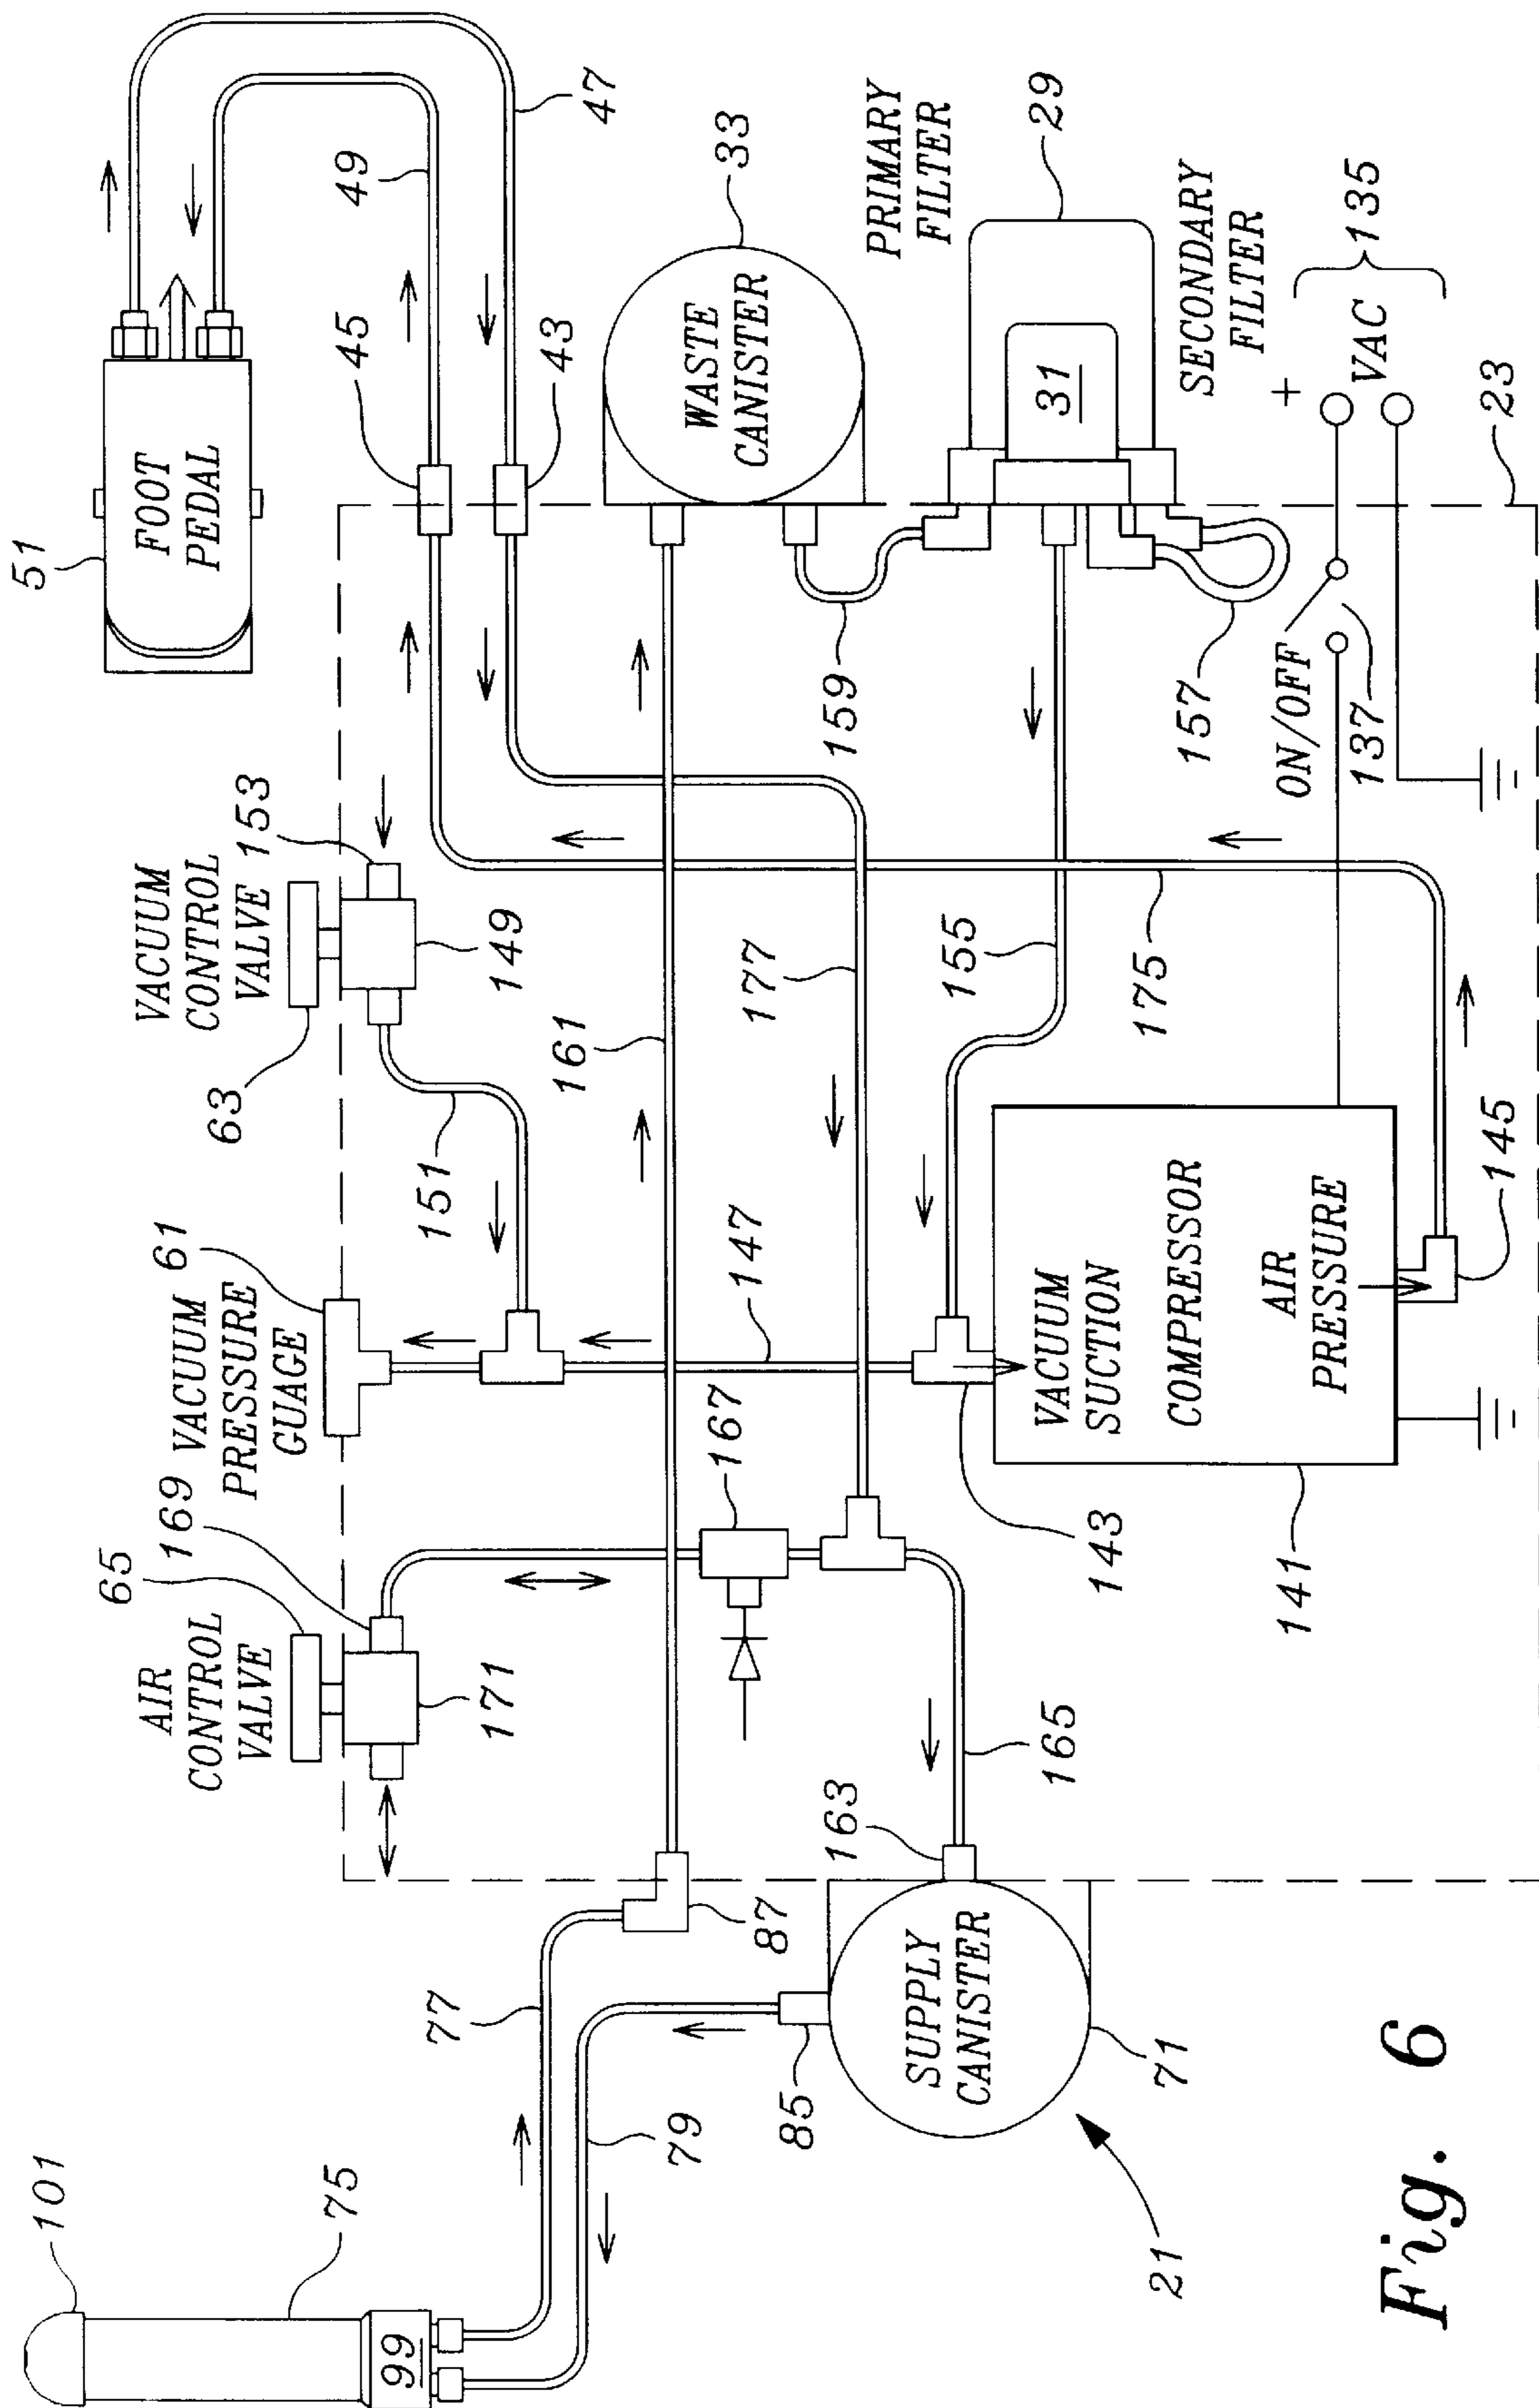 51
FOOT
PEDAL
45
49
47
43
WASTE
CANISTER
33
PRIMARY
FILTER
29
31
SECONDARY
FILTER
+
VAC
135
23
VACUUM
CONTROL
VALVE
153
63
149
151
161
177
159
155
175
157
ON/OFF
137
VACUUM
PRESSURE
GUAGE
61
147
143
VACUUM
SUCTION
COMPRESSOR
AIR
PRESSURE
145
141
AIR
CONTROL
VALVE
65
169
171
167
165
163
87
77
79
85
SUPPLY
CANISTER
71
21
101
75
99
Fig. 6